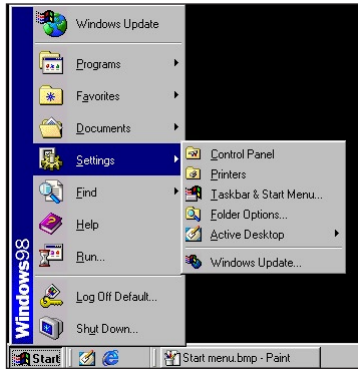 Windows Update
Programs
Favorites
Documents
Settings
Find
Help
Run...
Log Off Default...
Shut Down...
Windows98
Control Panel
Printers
Taskbar & Start Menu...
Folder Options...
Active Desktop
Windows Update...
Start
Start menu.bmp - Paint